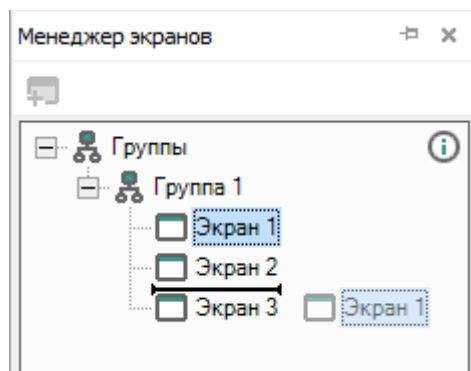 Менеджер экранов
Группы
Группа 1
Экран 1
Экран 2
Экран 3 Экран 1